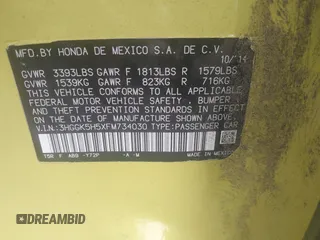 MFD.BY HONDA DE MEXICO S.A. DE C.V.
10/14
GVWR 3393LBS GAWR F 1813LBS R 1579LBS
GVWR 1539KG GAWR F 823KG R 716KG
THIS VEHICLE CONFORMS TO ALL APPLICABLE
FEDERAL MOTOR VEHICLE SAFETY, BUMPER,
AND THEFT PREVENTION STANDARDS IN EFFECT
ON THE DATE OF MANUFACTURE SHOWN ABOVE.
V.I.N.:3HGGK5H5XFM734030 TYPE:PASSENGER CAR
T5R F -A -M
MADE IN MEXICO
DREAMBID